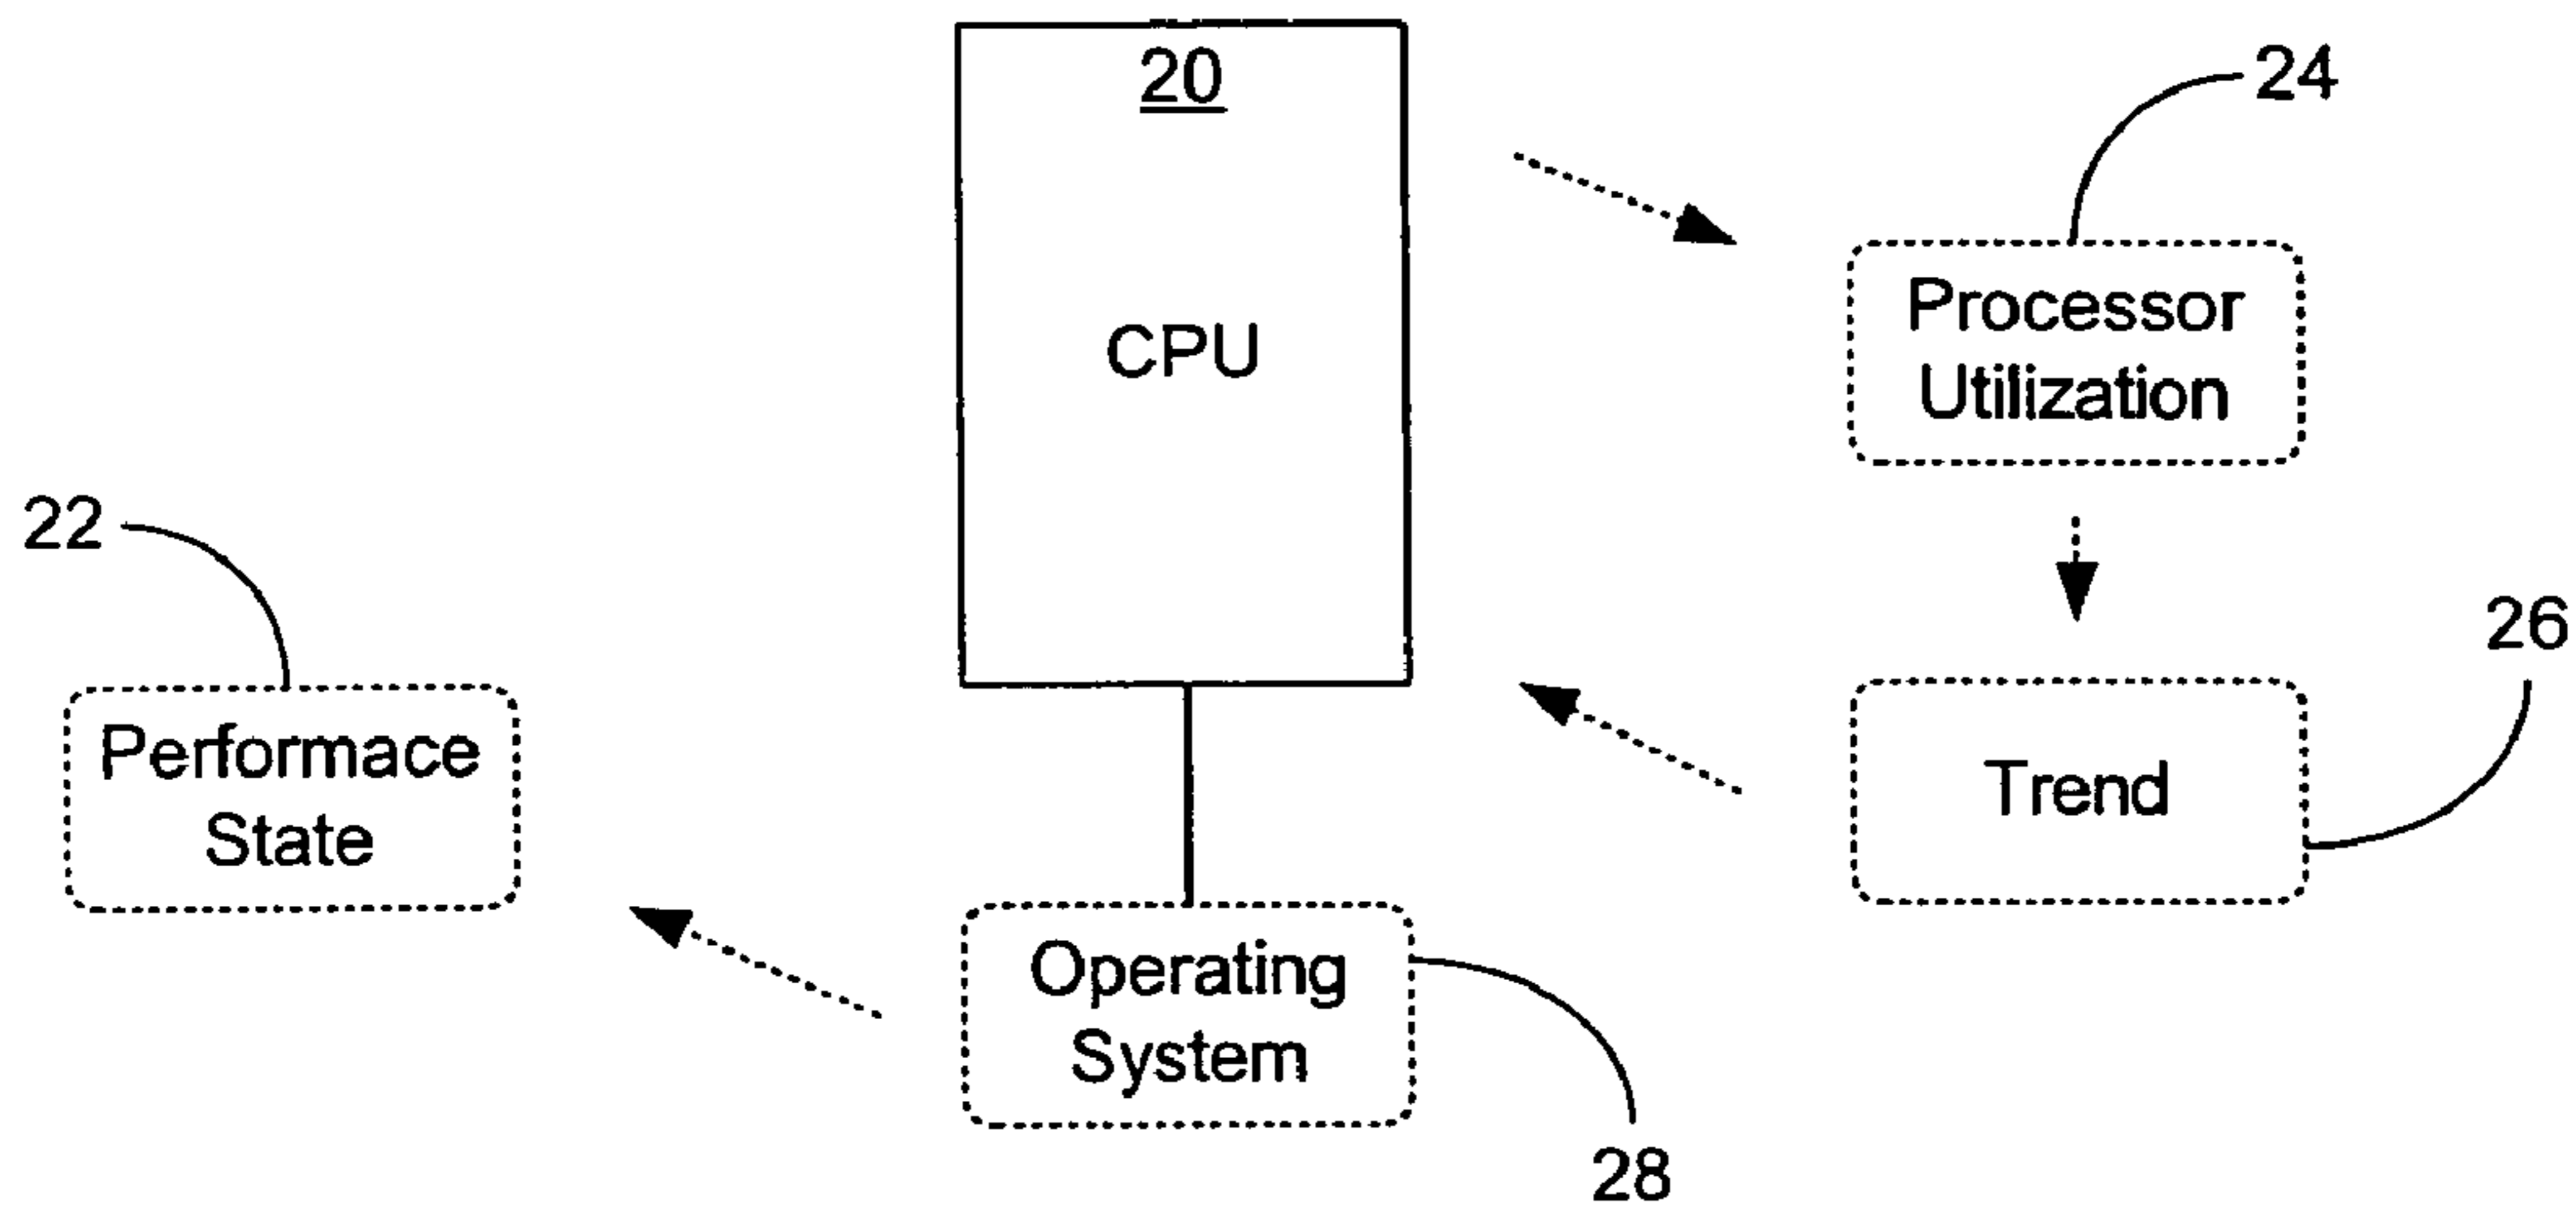 20
24
CPU
Processor
Utilization
22
26
Performace
State
Trend
Operating
System
28